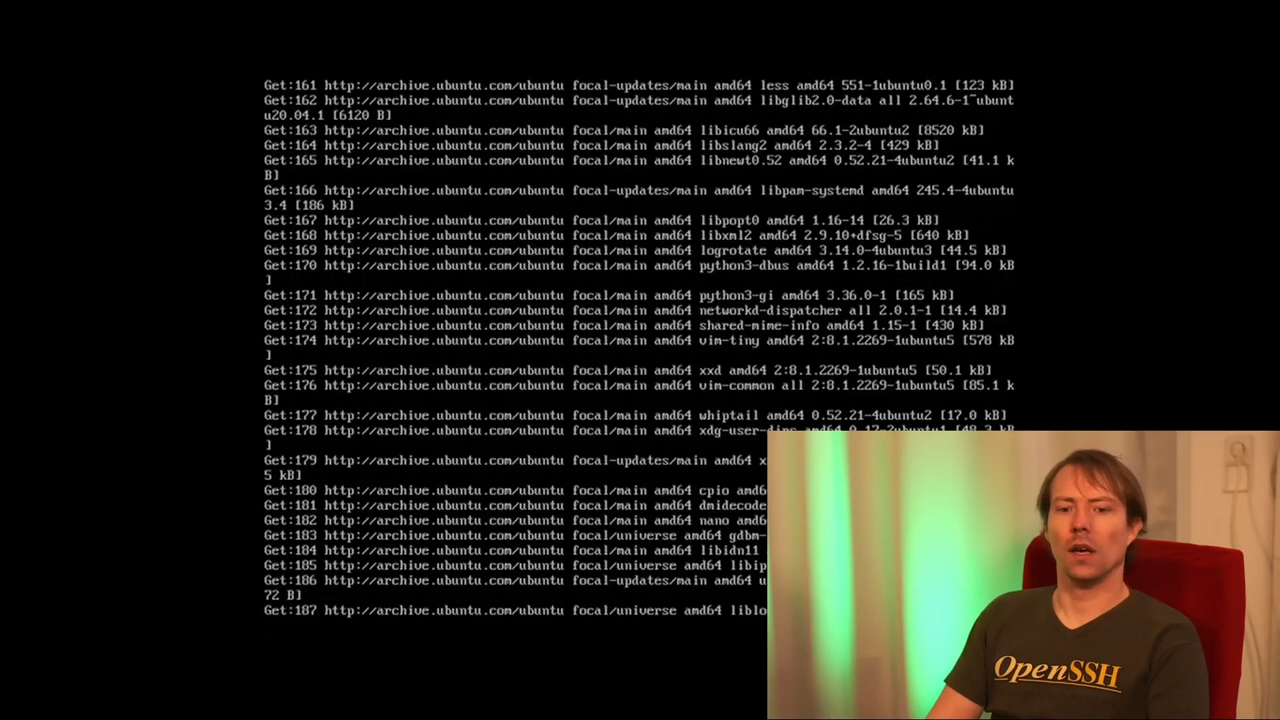 Get:161 http://archive.ubuntu.com/ubuntu focal-updates/main amd64 less amd64 551-1ubuntu0.1 [123 kB]
Get:162 http://archive.ubuntu.com/ubuntu focal-updates/main amd64 libglib2.0-data all 2.64.6-1~ubunt
u20.04.1 [6120 B]
Get:163 http://archive.ubuntu.com/ubuntu focal/main amd64 libicu66 amd64 66.1-2ubuntu2 [8520 kB]
Get:164 http://archive.ubuntu.com/ubuntu focal/main amd64 libslang2 amd64 2.3.2-4 [429 kB]
Get:165 http://archive.ubuntu.com/ubuntu focal/main amd64 libnewt0.52 amd64 0.52.21-4ubuntu2 [41.1 k
B]
Get:166 http://archive.ubuntu.com/ubuntu focal-updates/main amd64 libpam-systemd amd64 245.4-4ubuntu
3.4 [186 kB]
Get:167 http://archive.ubuntu.com/ubuntu focal/main amd64 libpopt0 amd64 1.16-14 [26.3 kB]
Get:168 http://archive.ubuntu.com/ubuntu focal/main amd64 libxml2 amd64 2.9.10+dfsg-5 [640 kB]
Get:169 http://archive.ubuntu.com/ubuntu focal/main amd64 logrotate amd64 3.14.0-4ubuntu3 [44.5 kB]
Get:170 http://archive.ubuntu.com/ubuntu focal/main amd64 python3-dbus amd64 1.2.16-1build1 [94.0 kB
]
Get:171 http://archive.ubuntu.com/ubuntu focal/main amd64 python3-gi amd64 3.36.0-1 [165 kB]
Get:172 http://archive.ubuntu.com/ubuntu focal/main amd64 networkd-dispatcher all 2.0.1-1 [14.4 kB]
Get:173 http://archive.ubuntu.com/ubuntu focal/main amd64 shared-mime-info amd64 1.15-1 [430 kB]
Get:174 http://archive.ubuntu.com/ubuntu focal/main amd64 vim-tiny amd64 2:8.1.2269-1ubuntu5 [578 kB
]
Get:175 http://archive.ubuntu.com/ubuntu focal/main amd64 xxd amd64 2:8.1.2269-1ubuntu5 [50.1 kB]
Get:176 http://archive.ubuntu.com/ubuntu focal/main amd64 vim-common all 2:8.1.2269-1ubuntu5 [85.1 k
B]
Get:177 http://archive.ubuntu.com/ubuntu focal/main amd64 whiptail amd64 0.52.21-4ubuntu2 [17.0 kB]
Get:178 http://archive.ubuntu.com/ubuntu focal/main amd64 xdg-user-dirs amd64 0.17-2ubuntu1 [48.3 kB
]
Get:179 http://archive.ubuntu.com/ubuntu focal-updates/main amd64 x
5 kB]
Get:180 http://archive.ubuntu.com/ubuntu focal/main amd64 cpio amd6
Get:181 http://archive.ubuntu.com/ubuntu focal/main amd64 dmidecode
Get:182 http://archive.ubuntu.com/ubuntu focal/main amd64 nano amd6
Get:183 http://archive.ubuntu.com/ubuntu focal/universe amd64 gdbm-
Get:184 http://archive.ubuntu.com/ubuntu focal/main amd64 libidn11
Get:185 http://archive.ubuntu.com/ubuntu focal/universe amd64 libip
Get:186 http://archive.ubuntu.com/ubuntu focal-updates/main amd64 u
72 B]
Get:187 http://archive.ubuntu.com/ubuntu focal/universe amd64 liblo
OpenSSH